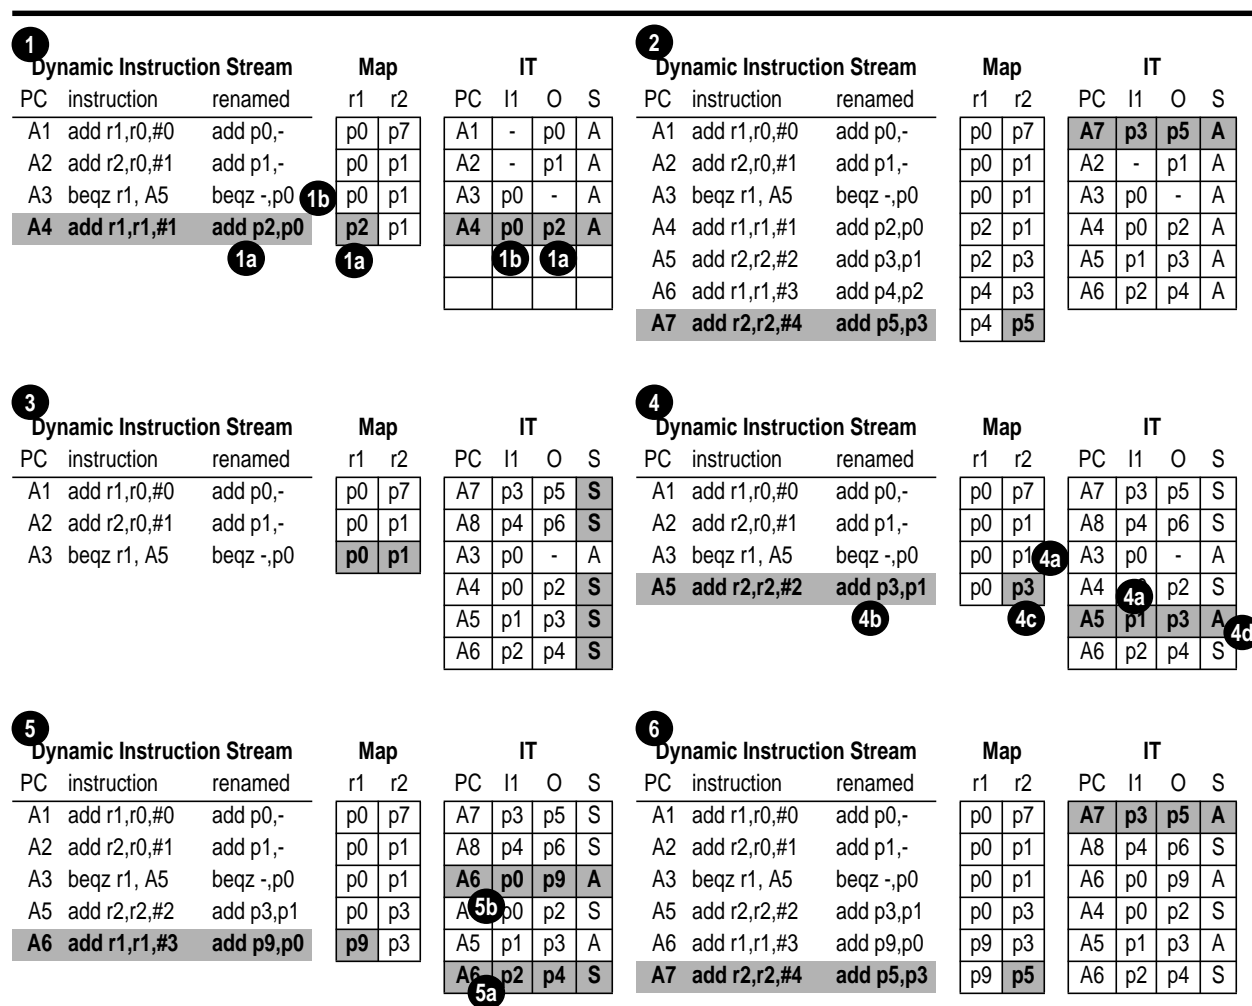 1 2
Dynamic Instruction Stream Map IT Dynamic Instruction Stream Map IT
PC instruction renamed r1 r2 PC I1 O S PC instruction renamed r1 r2 PC I1 O S
A1 add r1,r0,#0 add p0,- p0 p7 A1 - p0 A A1 add r1,r0,#0 add p0,- p0 p7 A7 p3 p5 A
A2 add r2,r0,#1 add p1,- p0 p1 A2 - p1 A A2 add r2,r0,#1 add p1,- p0 p1 A2 - p1 A
A3 beqz r1, A5 beqz -,p0 1b p0 p1 A3 p0 - A A3 beqz r1, A5 beqz -,p0 p0 p1 A3 p0 - A
A4 add r1,r1,#1 add p2,p0 p2 p1 A4 p0 p2 A A4 add r1,r1,#1 add p2,p0 p2 p1 A4 p0 p2 A
1a 1a 1b 1a A5 add r2,r2,#2 add p3,p1 p2 p3 A5 p1 p3 A
A6 add r1,r1,#3 add p4,p2 p4 p3 A6 p2 p4 A
A7 add r2,r2,#4 add p5,p3 p4 p5
3 4
Dynamic Instruction Stream Map IT Dynamic Instruction Stream Map IT
PC instruction renamed r1 r2 PC I1 O S PC instruction renamed r1 r2 PC I1 O S
A1 add r1,r0,#0 add p0,- p0 p7 A7 p3 p5 S A1 add r1,r0,#0 add p0,- p0 p7 A7 p3 p5 S
A2 add r2,r0,#1 add p1,- p0 p1 A8 p4 p6 S A2 add r2,r0,#1 add p1,- p0 p1 A8 p4 p6 S
A3 beqz r1, A5 beqz -,p0 p0 p1 A3 p0 - A A3 beqz r1, A5 beqz -,p0 p0 p1 4a A3 p0 - A
A4 p0 p2 S A5 add r2,r2,#2 add p3,p1 p0 p3 A4 4a p2 S
A5 p1 p3 S 4b 4c A5 p1 p3 A 4d
A6 p2 p4 S A6 p2 p4 S
5 6
Dynamic Instruction Stream Map IT Dynamic Instruction Stream Map IT
PC instruction renamed r1 r2 PC I1 O S PC instruction renamed r1 r2 PC I1 O S
A1 add r1,r0,#0 add p0,- p0 p7 A7 p3 p5 S A1 add r1,r0,#0 add p0,- p0 p7 A7 p3 p5 A
A2 add r2,r0,#1 add p1,- p0 p1 A8 p4 p6 S A2 add r2,r0,#1 add p1,- p0 p1 A8 p4 p6 S
A3 beqz r1, A5 beqz -,p0 p0 p1 A6 p0 p9 A A3 beqz r1, A5 beqz -,p0 p0 p1 A6 p0 p9 A
A5 add r2,r2,#2 add p3,p1 p0 p3 5b p0 p2 S A5 add r2,r2,#2 add p3,p1 p0 p3 A4 p0 p2 S
A6 add r1,r1,#3 add p9,p0 p9 p3 A5 p1 p3 A A6 add r1,r1,#3 add p9,p0 p9 p3 A5 p1 p3 A
A6 p2 p4 S A7 add r2,r2,#4 add p5,p3 p9 p5 A6 p2 p4 S
5a